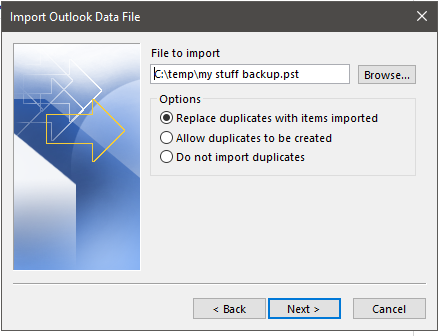 Import Outlook Data File
File to import
C:\temp\my stuff backup.pst
Browse...
Options
Replace duplicates with items imported
Allow duplicates to be created
Do not import duplicates
< Back
Next >
Cancel